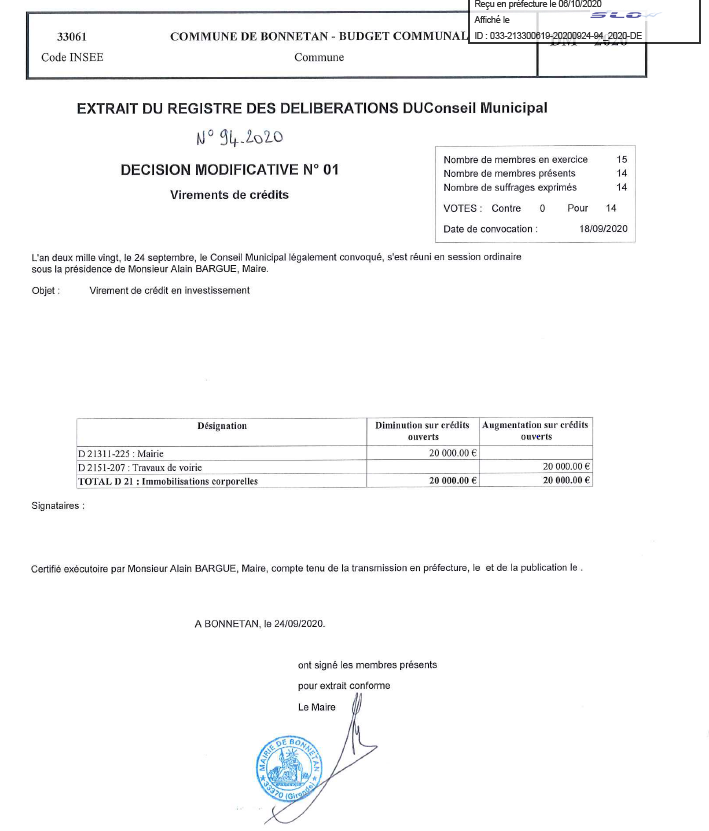 Reçu en préfecture le 06/10/2020
Affiché le
SLOW
ID : 033-213300619-20200924-94_2020-DE
33061
COMMUNE DE BONNETAN - BUDGET COMMUNAL
Code INSEE
Commune
EXTRAIT DU REGISTRE DES DELIBERATIONS DUConseil Municipal
N° 94-2020
DECISION MODIFICATIVE N° 01
Virements de crédits
Nombre de membres en exercice 15
Nombre de membres présents 14
Nombre de suffrages exprimés 14
VOTES : Contre 0 Pour 14
Date de convocation : 18/09/2020
L'an deux mille vingt, le 24 septembre, le Conseil Municipal légalement convoqué, s'est réuni en session ordinaire
sous la présidence de Monsieur Alain BARGUE, Maire.
Objet : Virement de crédit en investissement
Désignation Diminution sur crédits ouverts Augmentation sur crédits ouverts
D 21311-225 : Mairie 20 000.00 €
D 2151-207 : Travaux de voirie 20 000.00 €
TOTAL D 21 : Immobilisations corporelles 20 000.00 € 20 000.00 €
Signataires :
Certifié exécutoire par Monsieur Alain BARGUE, Maire, compte tenu de la transmission en préfecture, le et de la publication le .
A BONNETAN, le 24/09/2020.
ont signé les membres présents
pour extrait conforme
Le Maire
MAIRIE DE BONNETAN
33370 (Gironde)